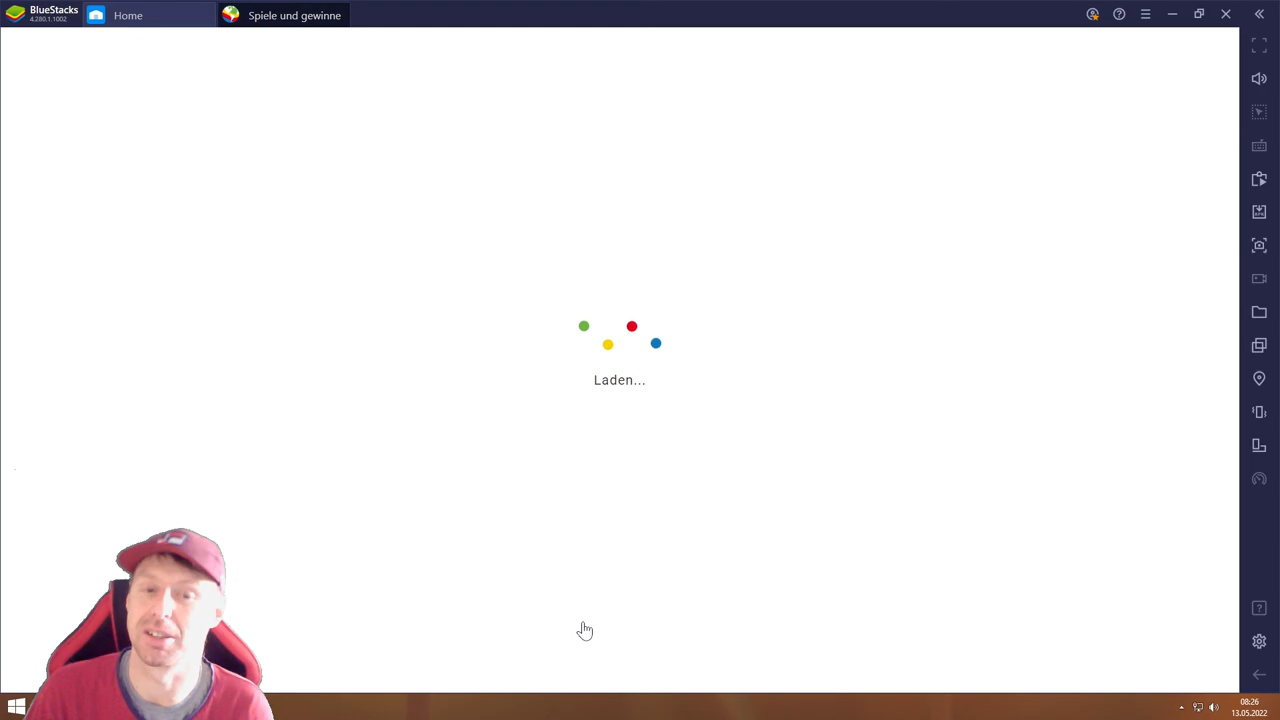 BlueStacks
4.280.1.1002
Home
Spiele und gewinne
Laden...
08:26
13.05.2022